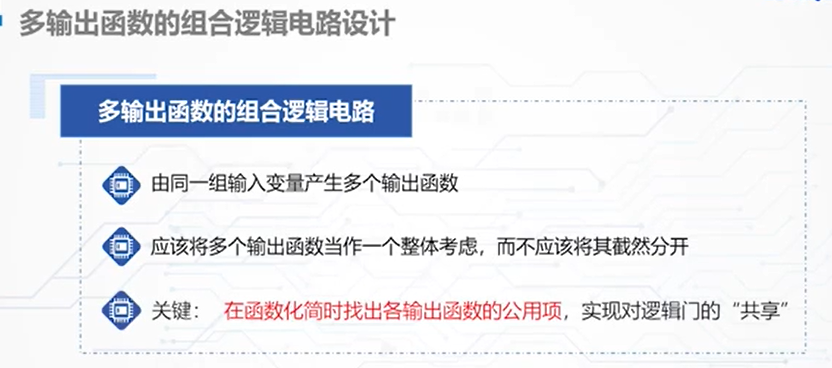 多输出函数的组合逻辑电路设计
多输出函数的组合逻辑电路
由同一组输入变量产生多个输出函数
应该将多个输出函数当作一个整体考虑，而不应该将其截然分开
关键： 在函数化简时找出各输出函数的公用项，实现对逻辑门的“共享”